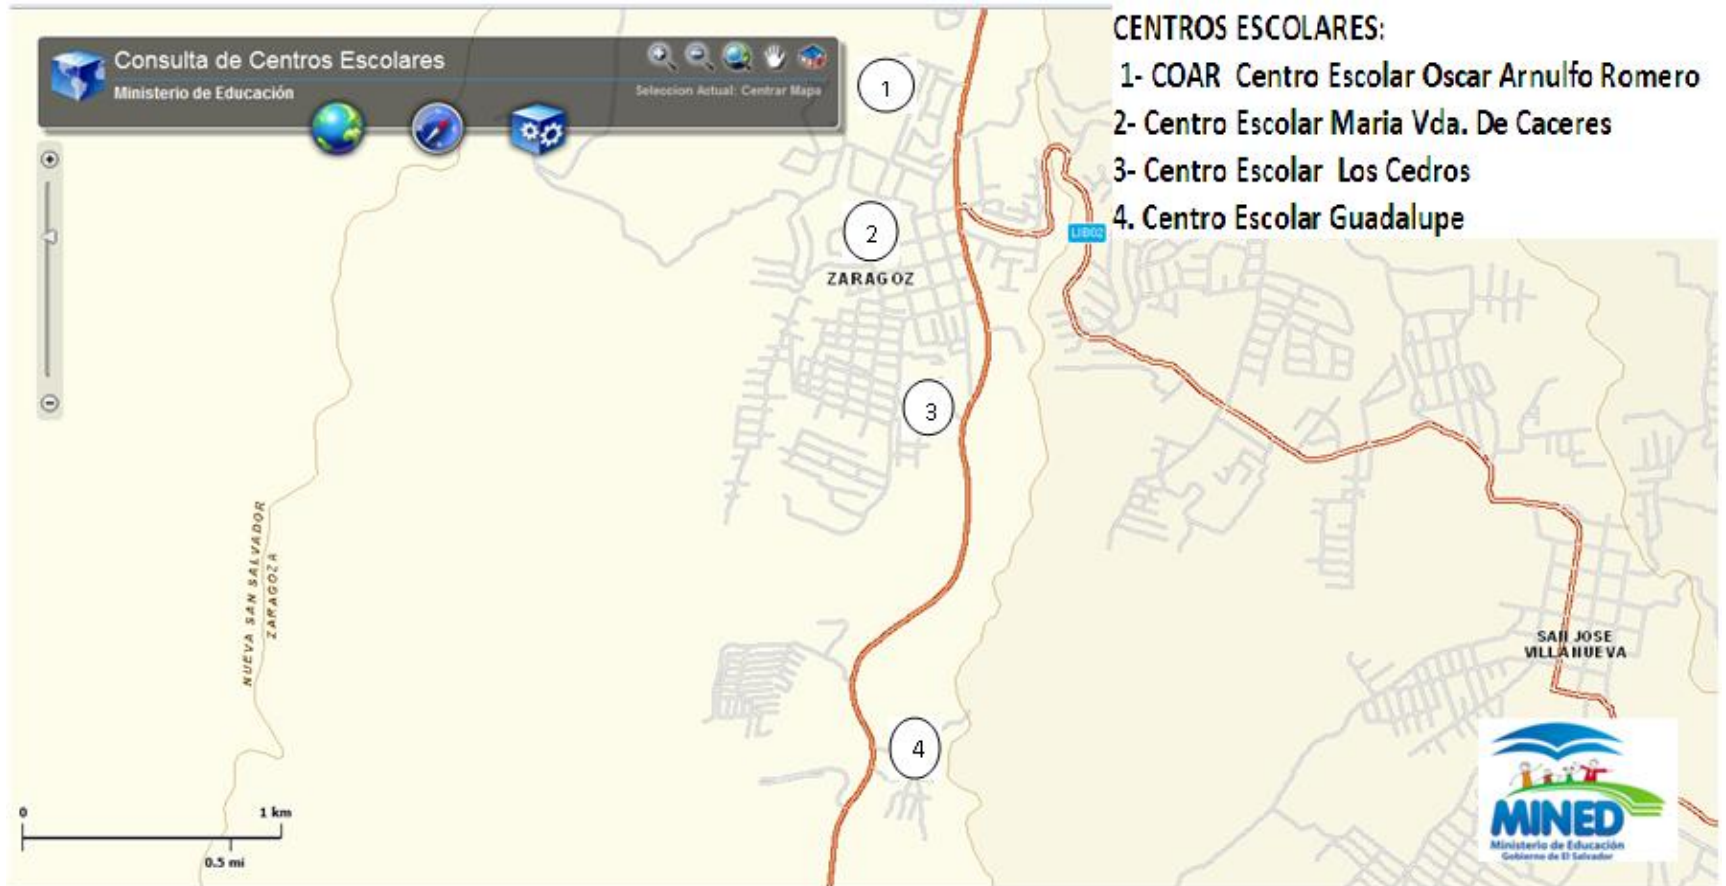 CENTROS ESCOLARES:
1- COAR Centro Escolar Oscar Arnulfo Romero
2- Centro Escolar Maria Vda. De Caceres
3- Centro Escolar Los Cedros
4. Centro Escolar Guadalupe
Consulta de Centros Escolares
Ministerio de Educación
Seleccion Actual: Centrar Mapa
1
2
LIB02
ZARAGOZ
3
NUEVA SAN SALVADOR
ZARAGOZA
SAN JOSE
VILLANUEVA
4
0
1 km
0.5 mi
MINED
Ministerio de Educación
Gobierno de El Salvador